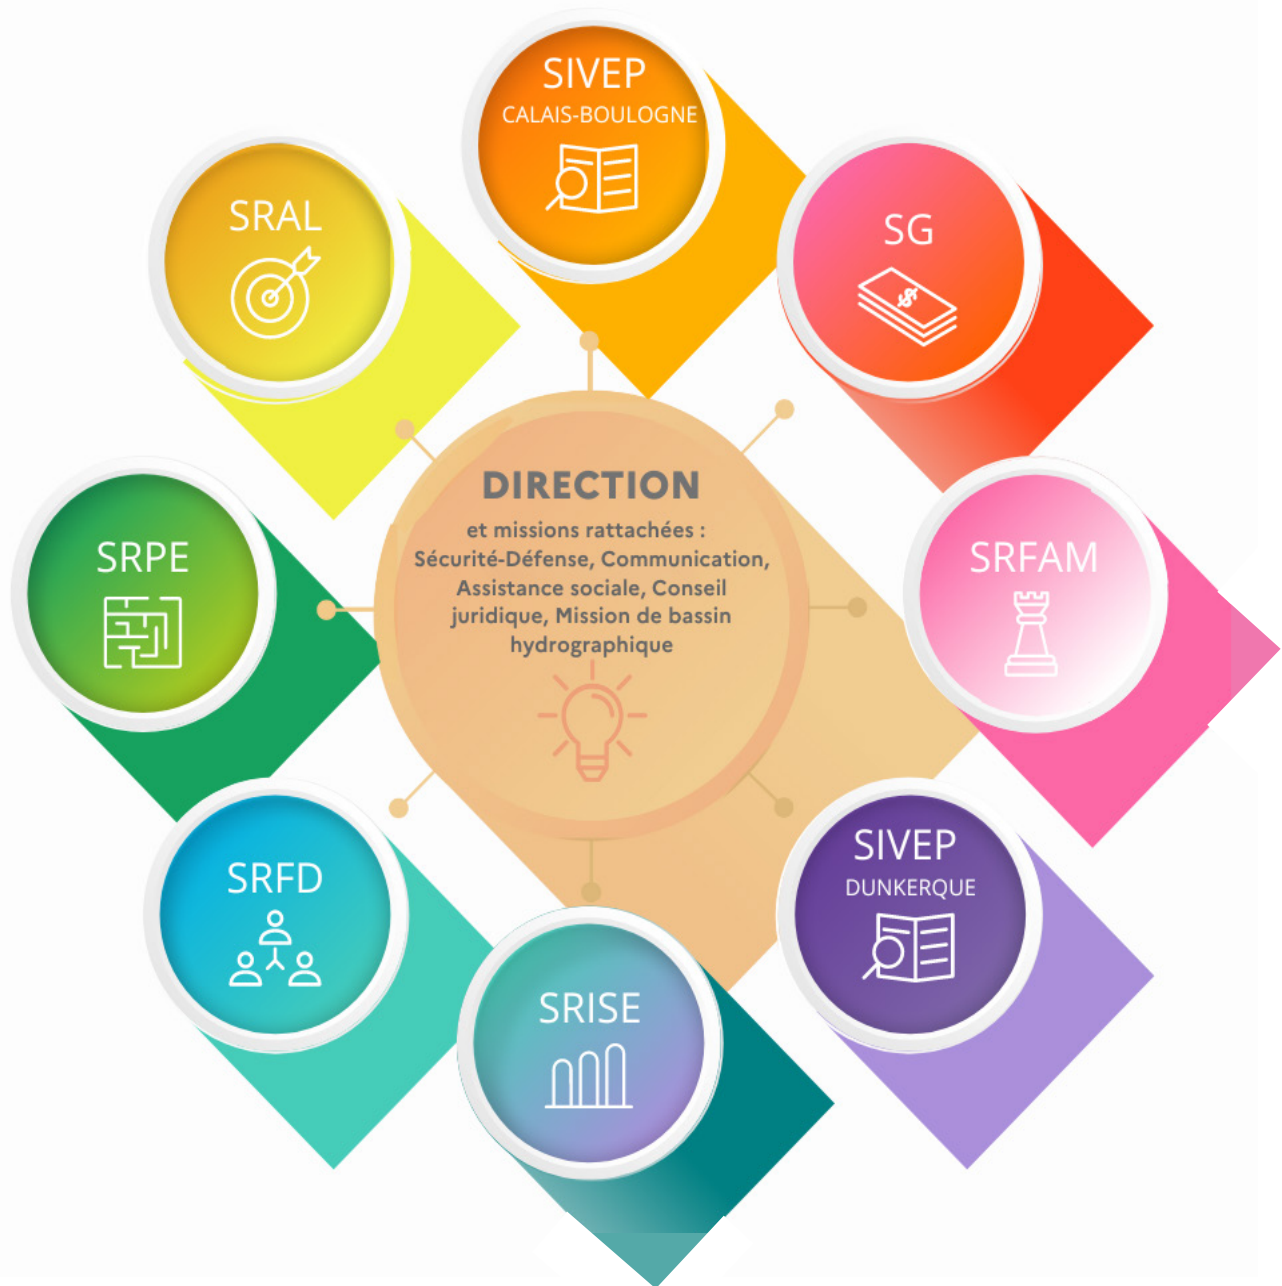 SIVEP
CALAIS-BOULOGNE
SRAL
SG
$
DIRECTION
et missions rattachées :
Sécurité-Défense, Communication,
Assistance sociale, Conseil
juridique, Mission de bassin
hydrographique
SRPE
SRFAM
SRFD
SIVEP
DUNKERQUE
SRISE